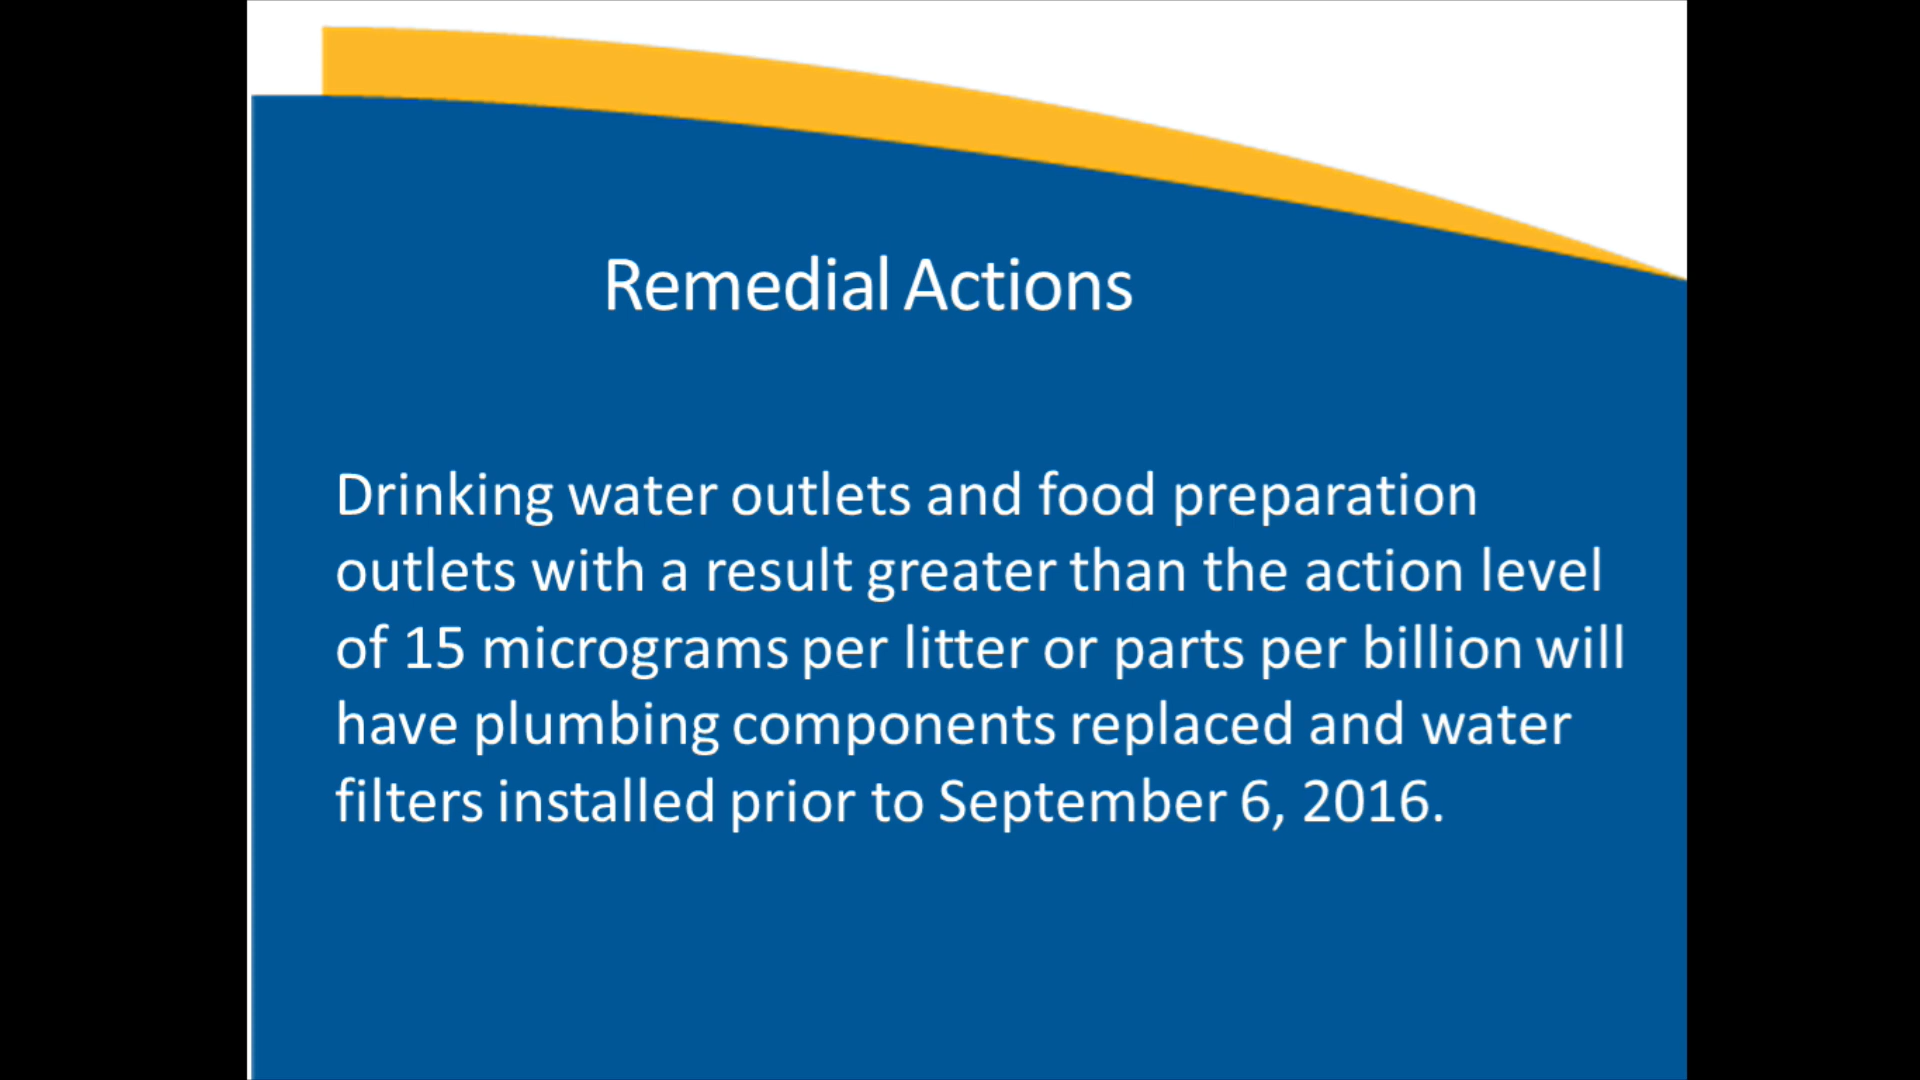 Remedial Actions
Drinking water outlets and food preparation
outlets with a result greater than the action level
of 15 micrograms per litter or parts per billion will
have plumbing components replaced and water
filters installed prior to September 6, 2016.